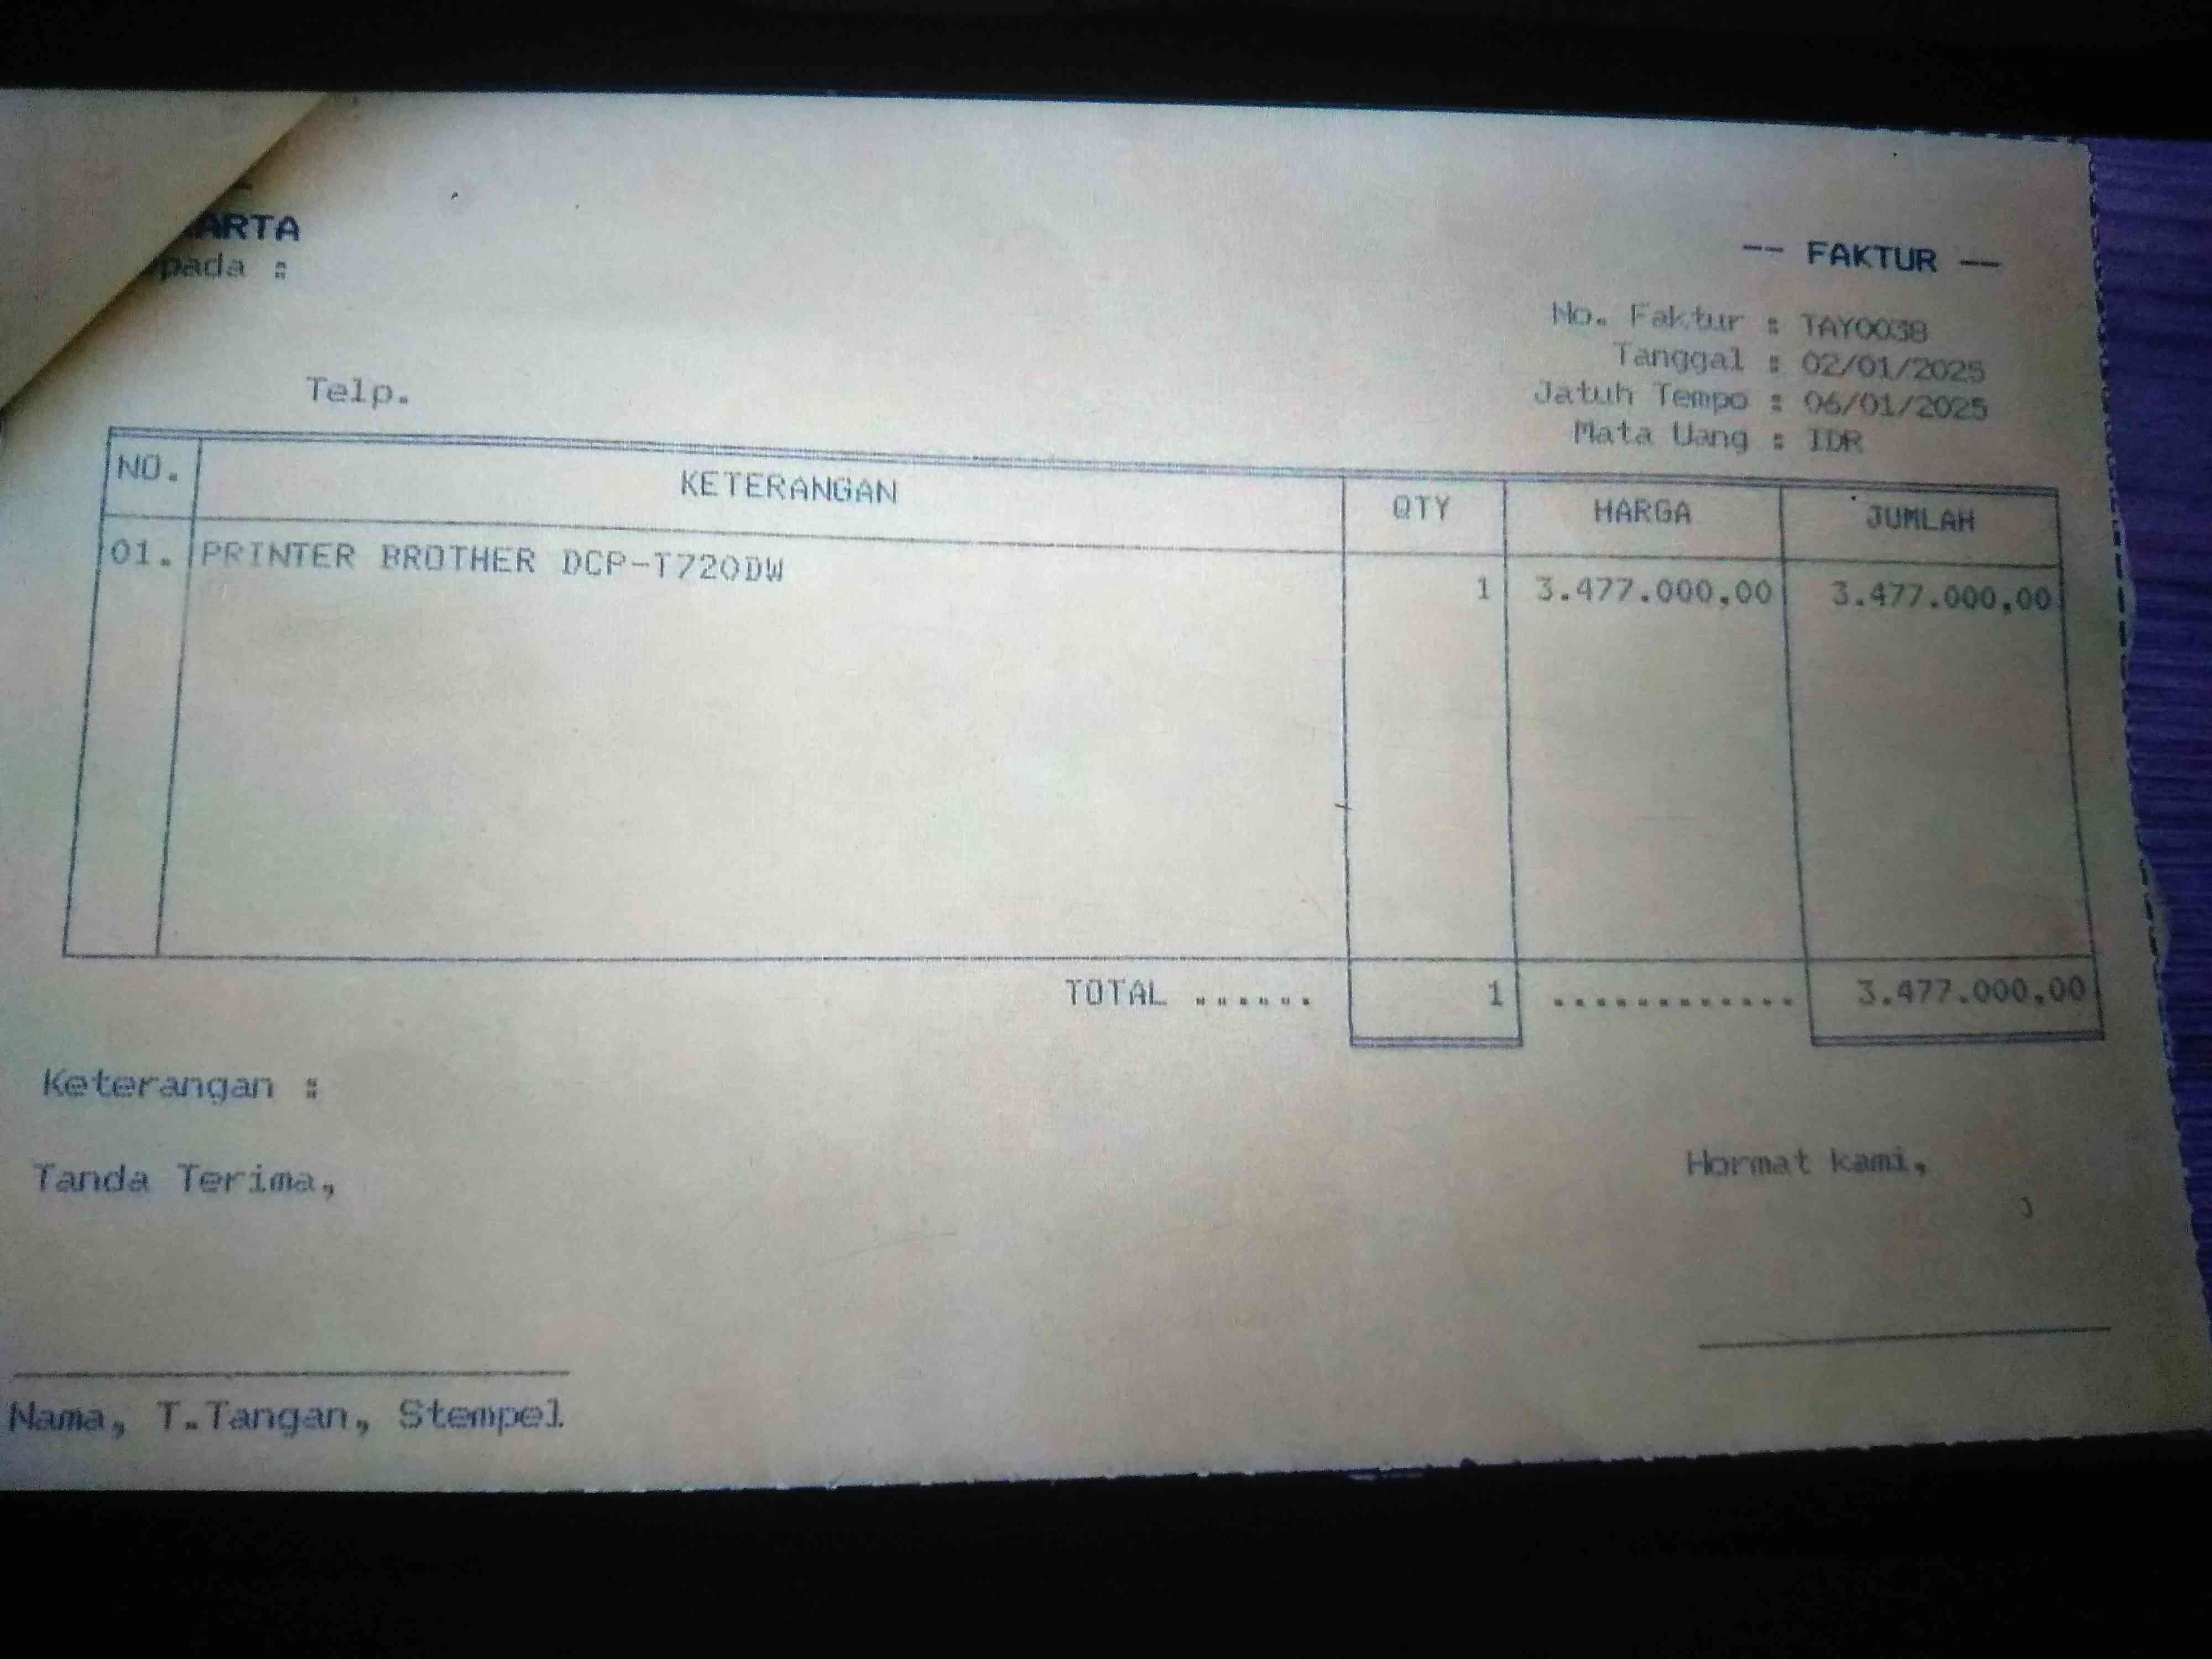 ARTA
pada :
-- FAKTUR --
No. Faktur : TAY0038
Tanggal : 02/01/2025
Jatuh Tempo : 06/01/2025
Mata Uang : IDR
Telp.
NO. KETERANGAN QTY HARGA JUMLAH
01. PRINTER BROTHER DCP-T720DW 1 3.477.000,00 3.477.000,00
TOTAL ...... 1 ............ 3.477.000,00
Keterangan :
Tanda Terima,
Hormat kami,
Nama, T.Tangan, Stempel